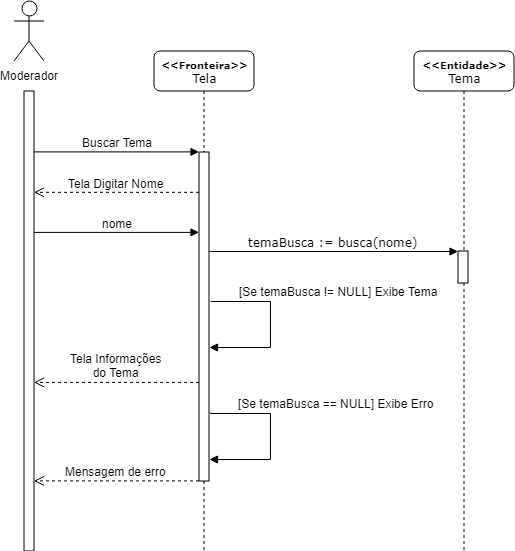 Moderador
<<Fronteira>>
Tela
<<Entidade>>
Tema
Buscar Tema
Tela Digitar Nome
nome
temaBusca := busca(nome)
[Se temaBusca != NULL] Exibe Tema
Tela Informações
do Tema
[Se temaBusca == NULL] Exibe Erro
Mensagem de erro